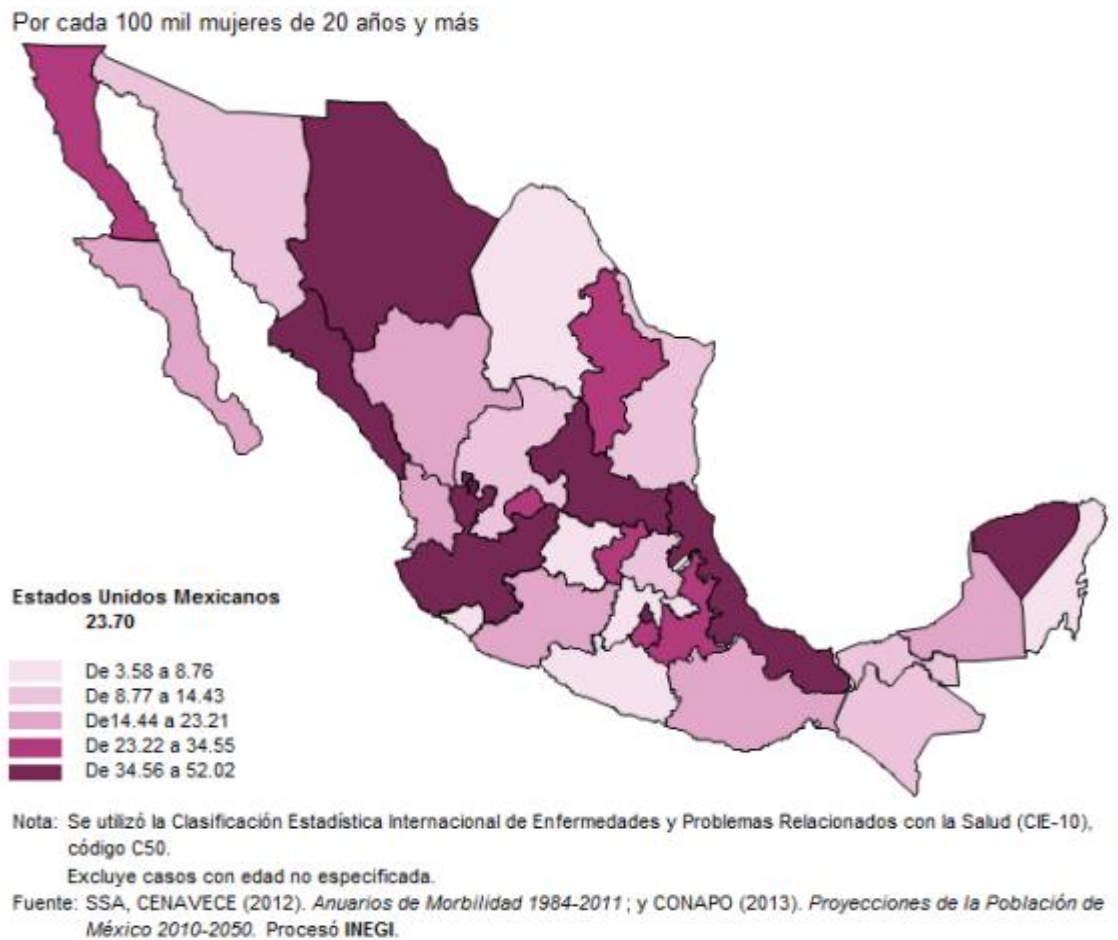 Por cada 100 mil mujeres de 20 años y más
Estados Unidos Mexicanos
23.70
De 3.58 a 8.76
De 8.77 a 14.43
De14.44 a 23.21
De 23.22 a 34.55
De 34.56 a 52.02
Nota: Se utilizó la Clasificación Estadística Internacional de Enfermedades y Problemas Relacionados con la Salud (CIE-10),
código C50.
Excluye casos con edad no especificada.
Fuente: SSA, CENAVECE (2012). Anuarios de Morbilidad 1984-2011; y CONAPO (2013). Proyecciones de la Población de
México 2010-2050. Procesó INEGI.